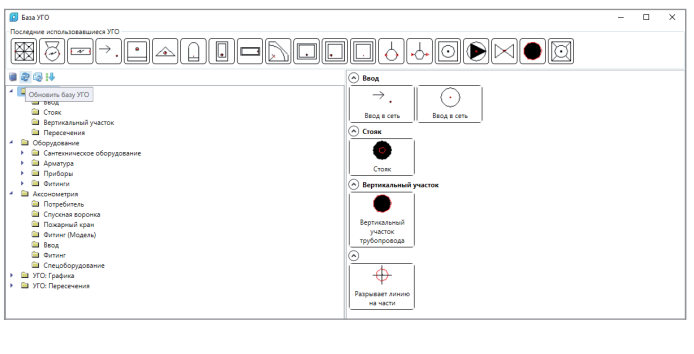 База УГО
Последние использовавшиеся УГО
Обновить базу УГО
Ввод
Стояк
Вертикальный участок
Пересечения
Оборудование
Сантехническое оборудование
Арматура
Приборы
Фитинги
Аксонометрия
Потребитель
Спускная воронка
Пожарный кран
Фитинг (Модель)
Ввод
Фитинг
Спецоборудование
УГО: Графика
УГО: Пересечения
Ввод
Ввод в сеть
Ввод в сеть
Стояк
Стояк
Вертикальный участок
Вертикальный
участок
трубопровода
Разрывает линию
на части